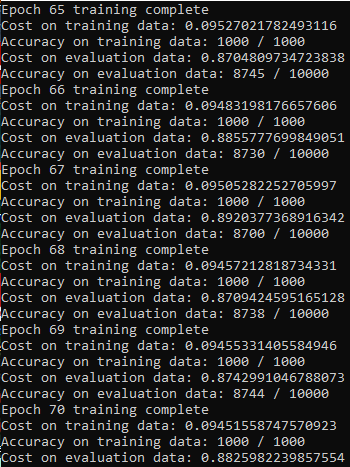 Epoch 65 training complete
Cost on training data: 0.09527021782493116
Accuracy on training data: 1000 / 1000
Cost on evaluation data: 0.8704809734723838
Accuracy on evaluation data: 8745 / 10000
Epoch 66 training complete
Cost on training data: 0.09483198176657606
Accuracy on training data: 1000 / 1000
Cost on evaluation data: 0.8855777699849051
Accuracy on evaluation data: 8730 / 10000
Epoch 67 training complete
Cost on training data: 0.09505282252705997
Accuracy on training data: 1000 / 1000
Cost on evaluation data: 0.8920377368916342
Accuracy on evaluation data: 8700 / 10000
Epoch 68 training complete
Cost on training data: 0.09457212818734331
Accuracy on training data: 1000 / 1000
Cost on evaluation data: 0.8709424595165128
Accuracy on evaluation data: 8738 / 10000
Epoch 69 training complete
Cost on training data: 0.09455331405584946
Accuracy on training data: 1000 / 1000
Cost on evaluation data: 0.8742991046788073
Accuracy on evaluation data: 8744 / 10000
Epoch 70 training complete
Cost on training data: 0.09451558747570923
Accuracy on training data: 1000 / 1000
Cost on evaluation data: 0.8825982239857554